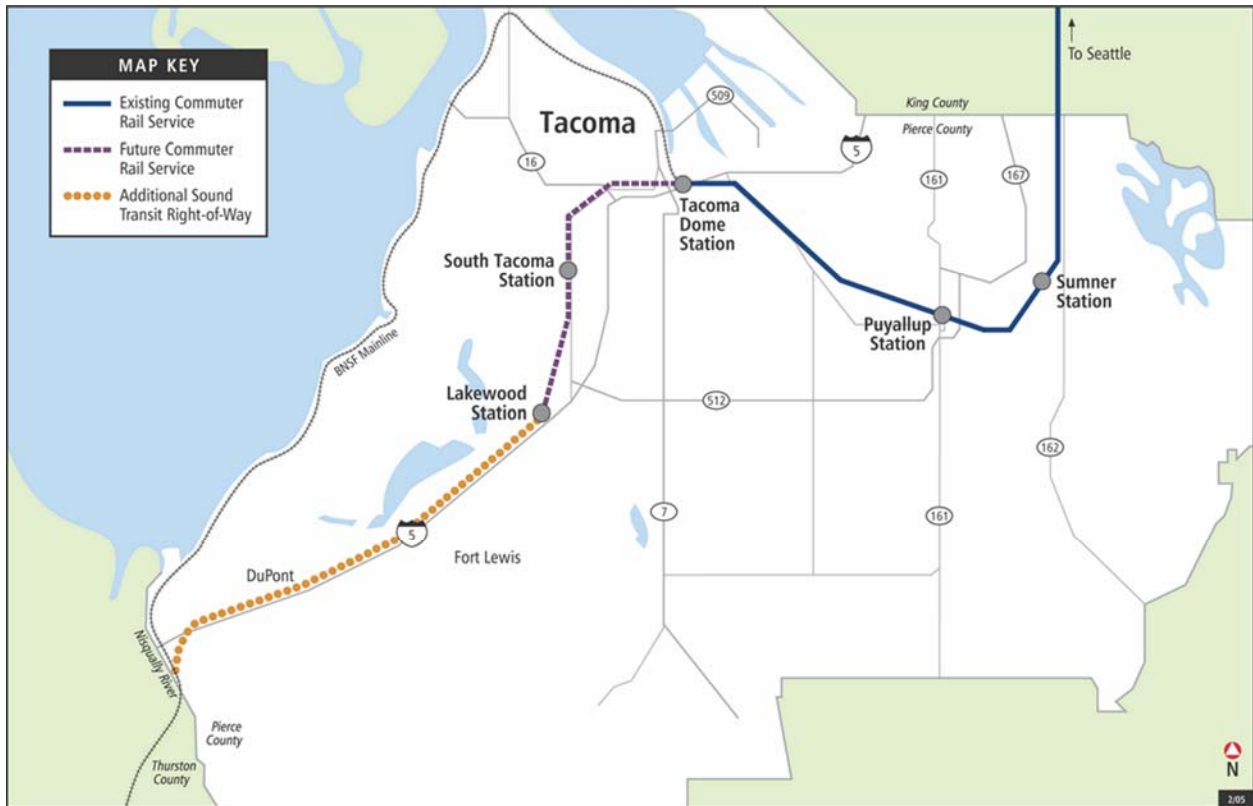 MAP KEY
Existing Commuter
Rail Service
Future Commuter
Rail Service
Additional Sound
Transit Right-of-Way
To Seattle
King County
Pierce County
Tacoma
509
5
16
161
167
Tacoma
Dome
Station
South Tacoma
Station
Sumner
Station
Puyallup
Station
BNSF Mainline
Lakewood
Station
512
162
7
161
5
Fort Lewis
DuPont
Nisqually River
Pierce
County
Thurston
County
N
2/05